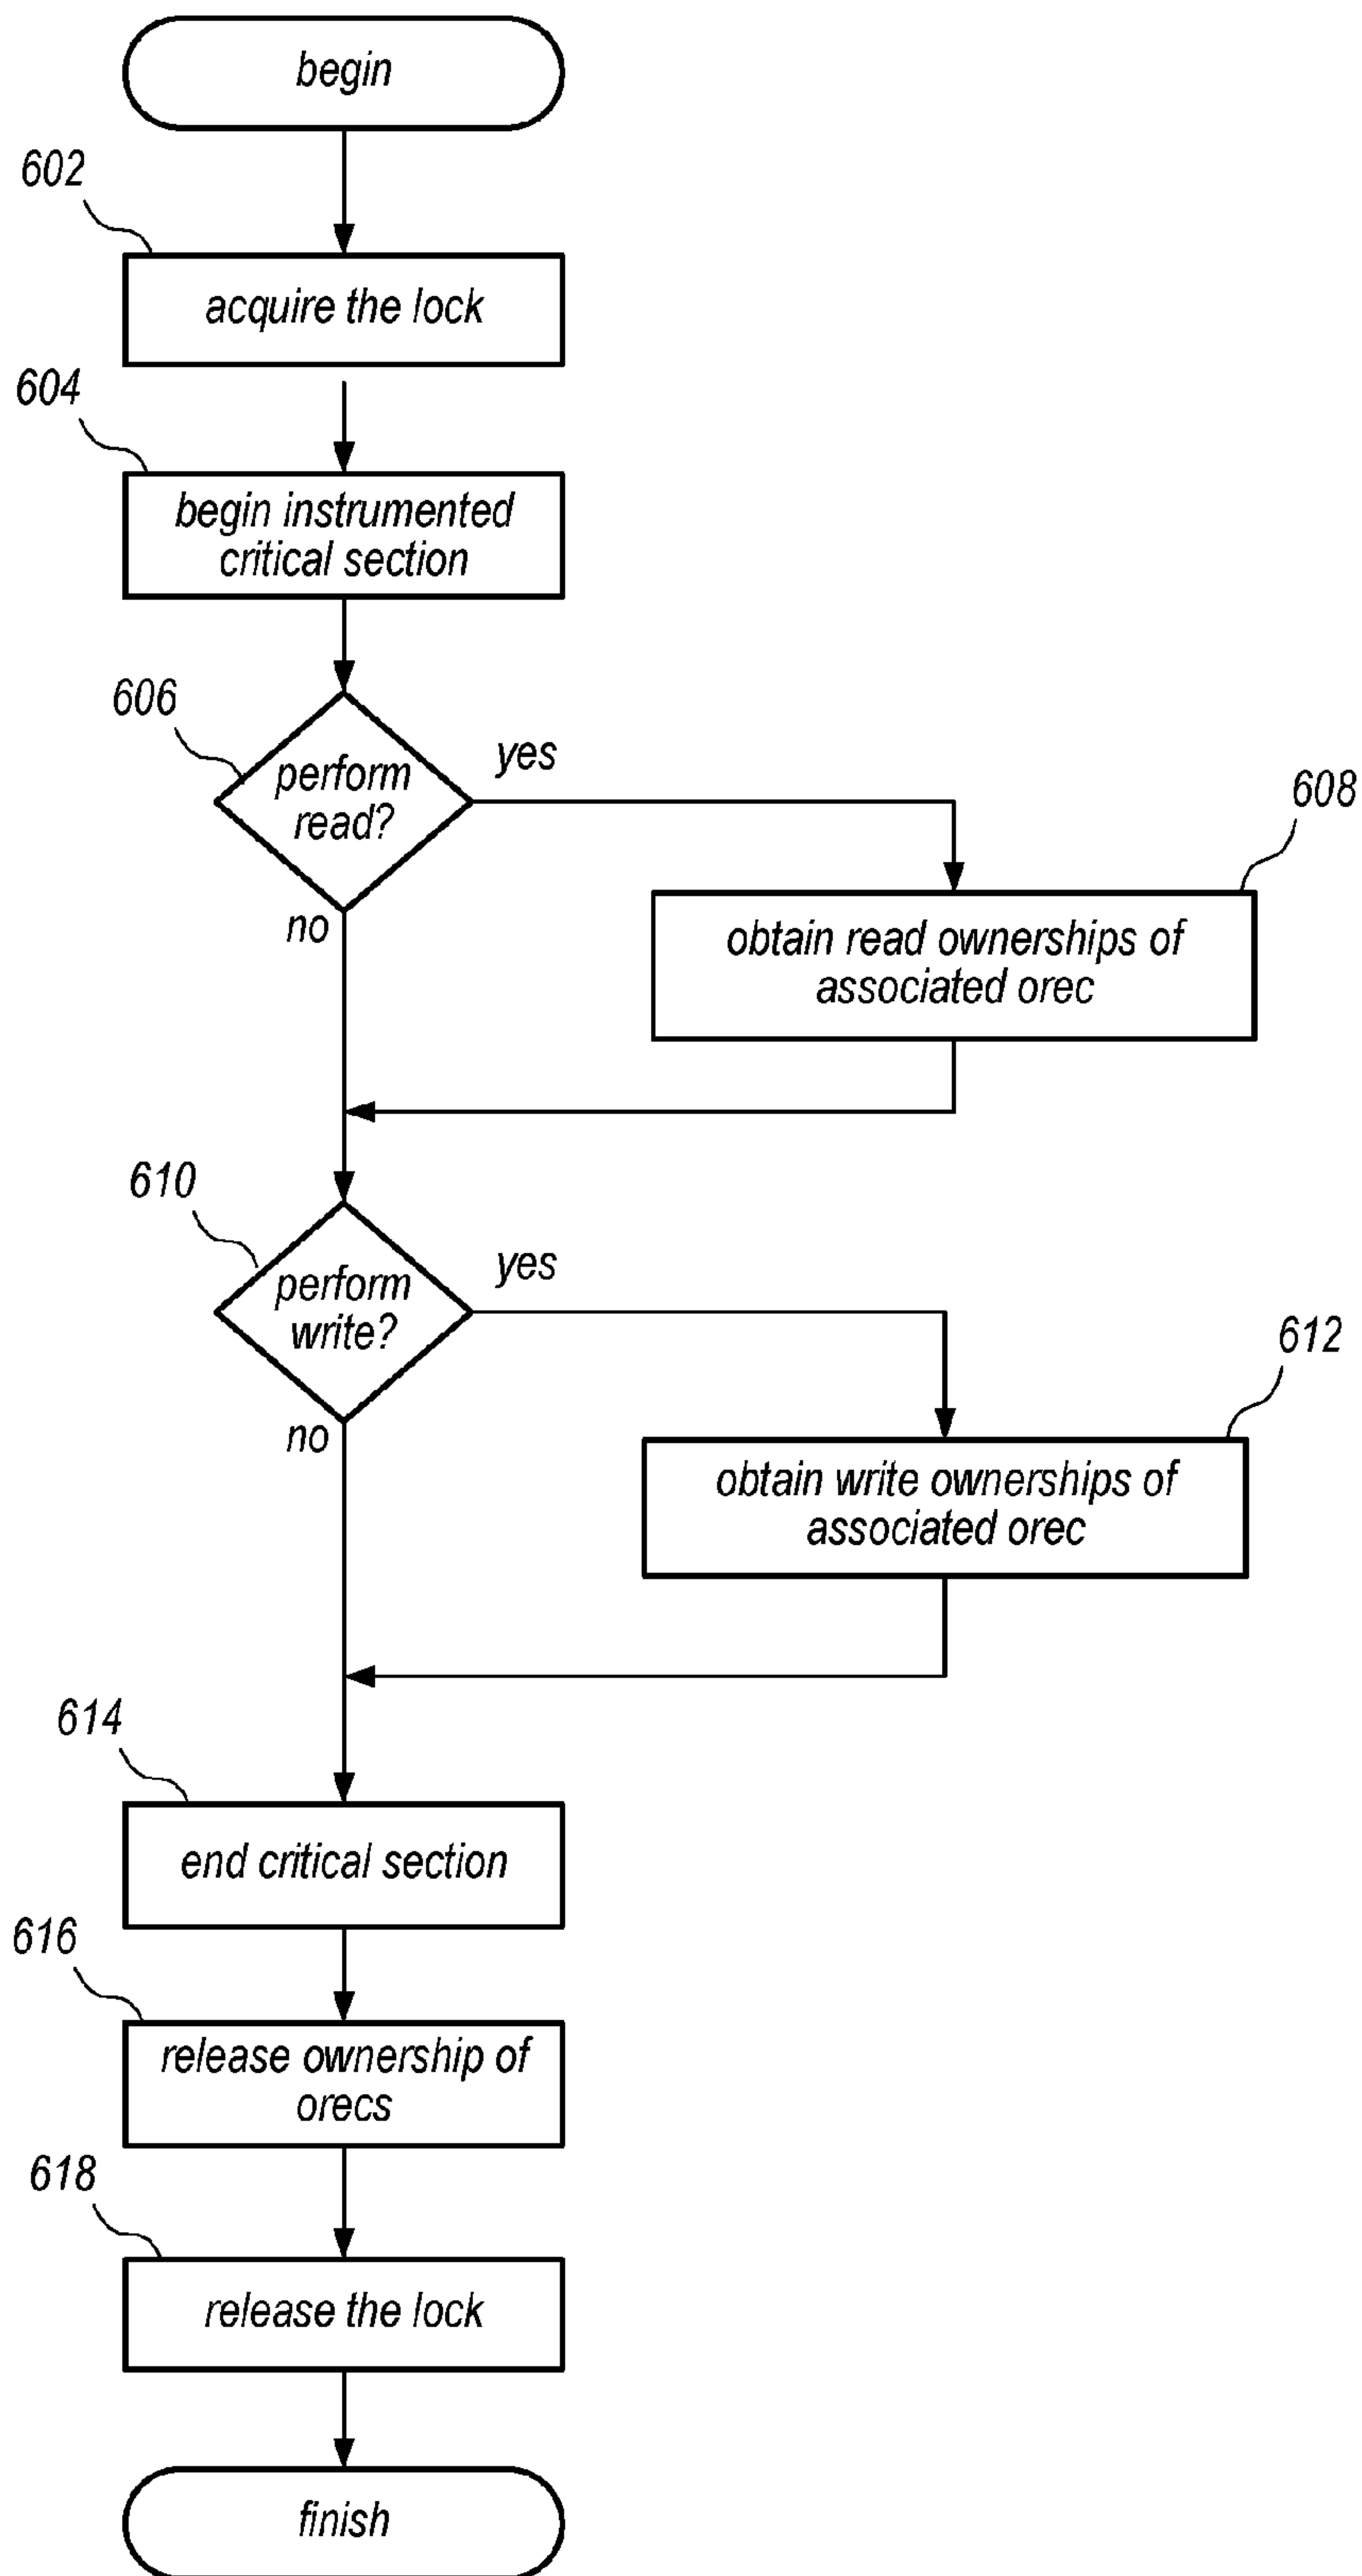 begin
602
acquire the lock
604
begin instrumented
critical section
606
perform
read?
yes
no
608
obtain read ownerships of
associated orec
610
perform
write?
yes
no
612
obtain write ownerships of
associated orec
614
end critical section
616
release ownership of
orecs
618
release the lock
finish